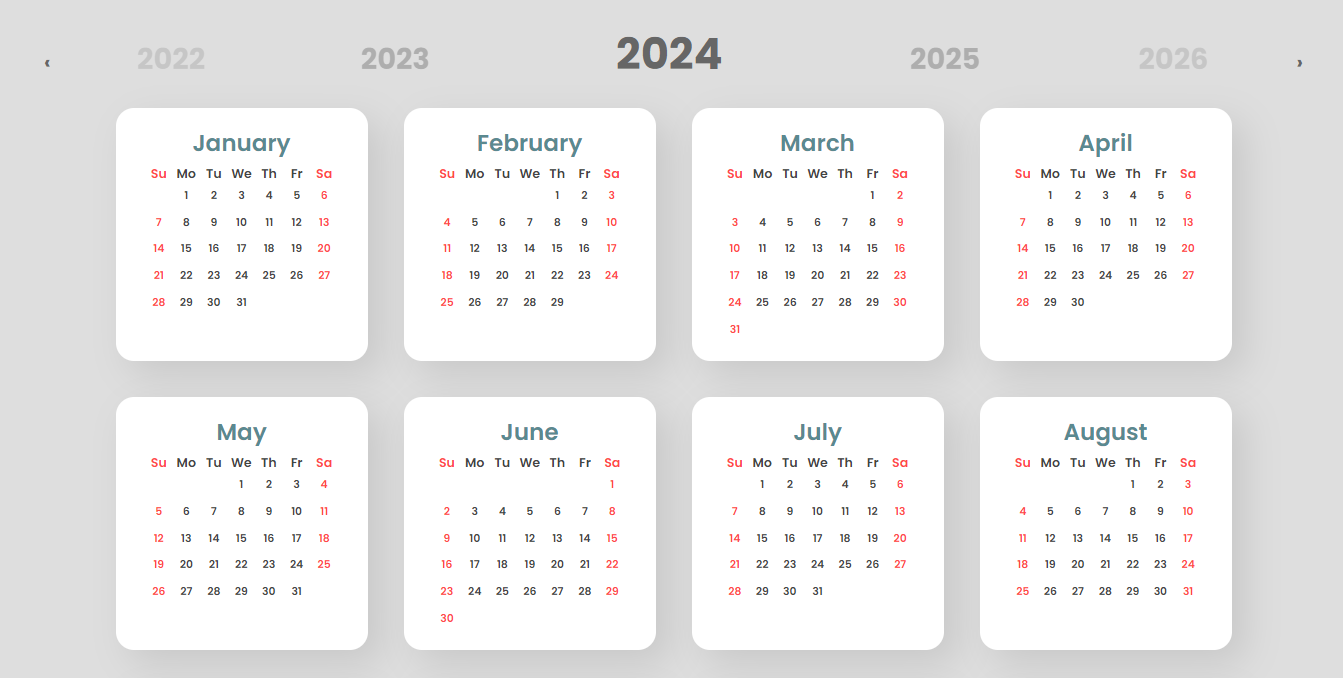 ‹ 2022 2023 2024 2025 2026 ›
January
Su Mo Tu We Th Fr Sa
1 2 3 4 5 6
7 8 9 10 11 12 13
14 15 16 17 18 19 20
21 22 23 24 25 26 27
28 29 30 31
February
Su Mo Tu We Th Fr Sa
1 2 3
4 5 6 7 8 9 10
11 12 13 14 15 16 17
18 19 20 21 22 23 24
25 26 27 28 29
March
Su Mo Tu We Th Fr Sa
1 2
3 4 5 6 7 8 9
10 11 12 13 14 15 16
17 18 19 20 21 22 23
24 25 26 27 28 29 30
31
April
Su Mo Tu We Th Fr Sa
1 2 3 4 5 6
7 8 9 10 11 12 13
14 15 16 17 18 19 20
21 22 23 24 25 26 27
28 29 30
May
Su Mo Tu We Th Fr Sa
1 2 3 4
5 6 7 8 9 10 11
12 13 14 15 16 17 18
19 20 21 22 23 24 25
26 27 28 29 30 31
June
Su Mo Tu We Th Fr Sa
1
2 3 4 5 6 7 8
9 10 11 12 13 14 15
16 17 18 19 20 21 22
23 24 25 26 27 28 29
30
July
Su Mo Tu We Th Fr Sa
1 2 3 4 5 6
7 8 9 10 11 12 13
14 15 16 17 18 19 20
21 22 23 24 25 26 27
28 29 30 31
August
Su Mo Tu We Th Fr Sa
1 2 3
4 5 6 7 8 9 10
11 12 13 14 15 16 17
18 19 20 21 22 23 24
25 26 27 28 29 30 31